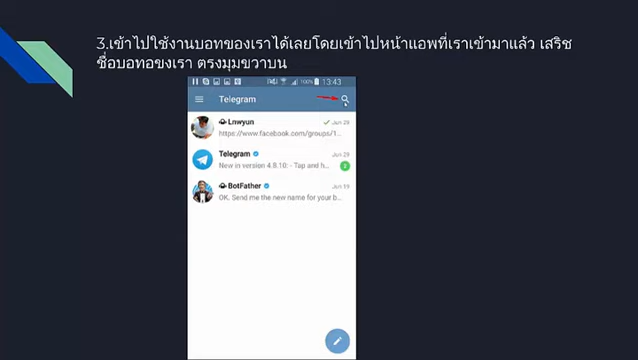 3.เข้าไปใช้งานบอทของเราได้เลยโดยเข้าไปหน้าแอพที่เราเข้ามาแล้ว เสริช
ชื่อบอทอขงเรา ตรงมุมขวาบน
100% 13:43
Telegram
Lnwyun Jun 29
https://www.facebook.com/groups/1...
Telegram Jun 29
New in version 4.8.10: - Tap and h... 2
BotFather Jun 19
OK. Send me the new name for your b...